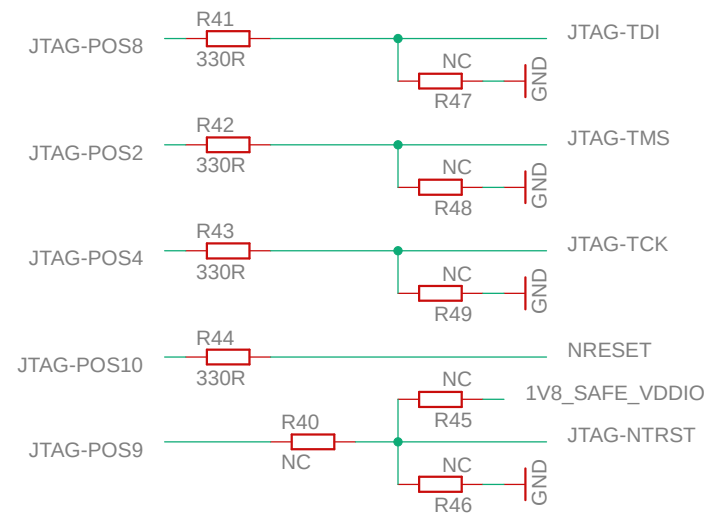 R41
JTAG-TDI
JTAG-POS8
330R
NC
GND
R47
R42
JTAG-TMS
JTAG-POS2
330R
NC
GND
R48
R43
JTAG-TCK
JTAG-POS4
330R
NC
GND
R49
R44
NRESET
JTAG-POS10
330R
NC
1V8_SAFE_VDDIO
R45
R40
JTAG-NTRST
JTAG-POS9
NC
NC
GND
R46